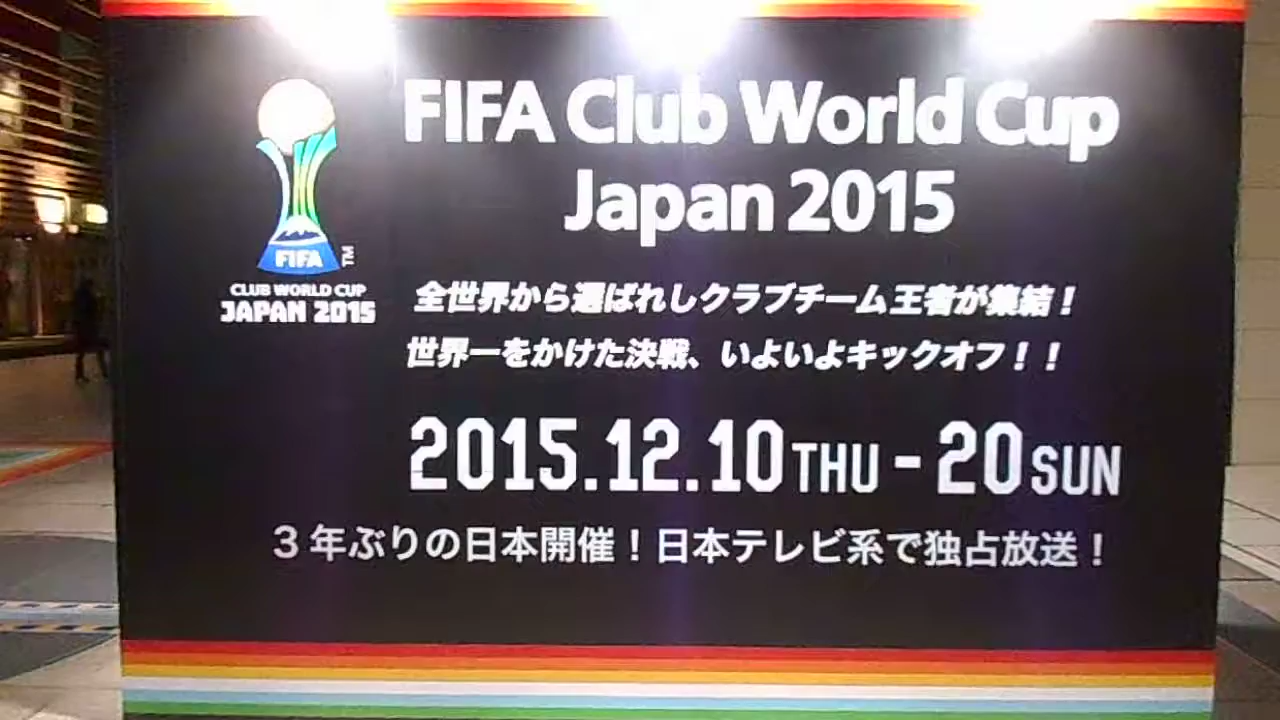 FIFA Club World Cup
Japan 2015
FIFA
TM
CLUB WORLD CUP
JAPAN 2015
全世界から選ばれしクラブチーム王者が集結！
世界一をかけた決戦、いよいよキックオフ！！
2015.12.10 THU - 20 SUN
3年ぶりの日本開催！日本テレビ系で独占放送！